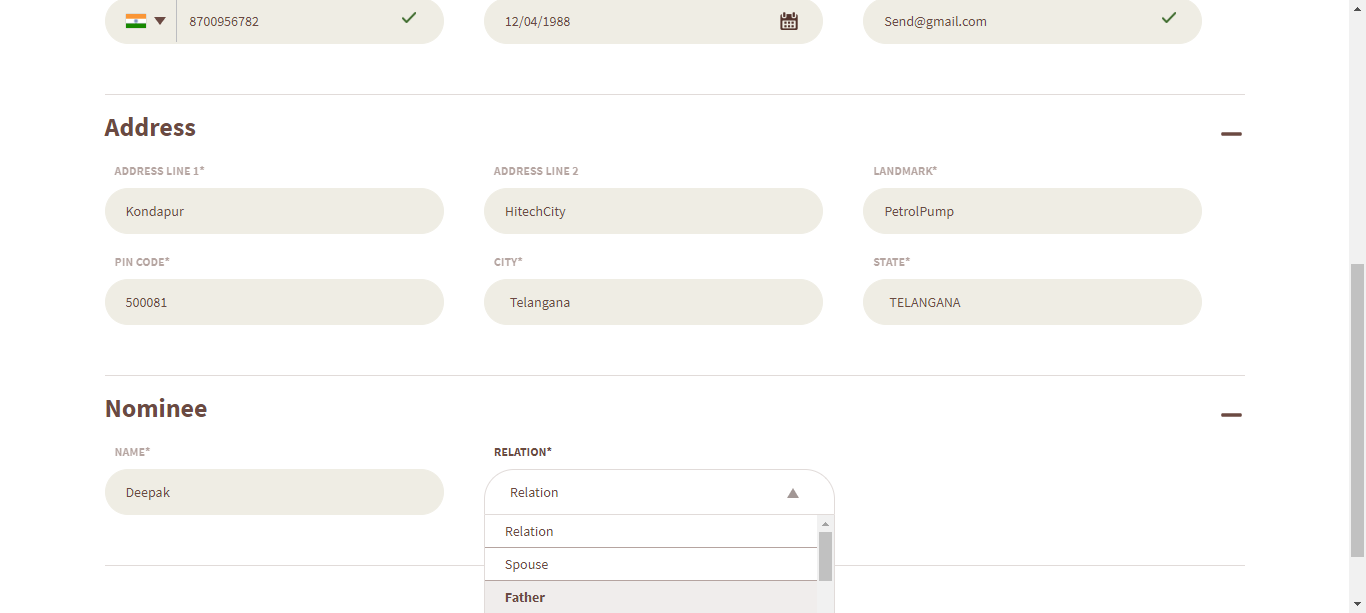 8700956782 12/04/1988 Send@gmail.com
Address
ADDRESS LINE 1* ADDRESS LINE 2 LANDMARK*
Kondapur HitechCity PetrolPump
PIN CODE* CITY* STATE*
500081 Telangana TELANGANA
Nominee
NAME* RELATION*
Deepak Relation
Relation
Spouse
Father